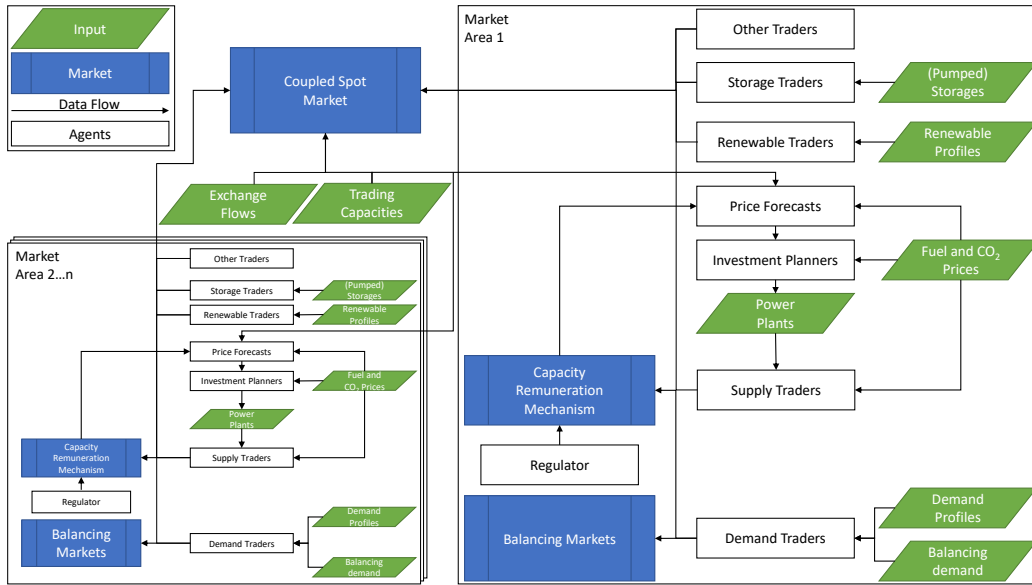 Input
Market
Data Flow
Agents
Coupled Spot
Market
Exchange
Flows
Trading
Capacities
Market
Area 1
Other Traders
Storage Traders
(Pumped)
Storages
Renewable Traders
Renewable
Profiles
Price Forecasts
Investment Planners
Fuel and CO₂
Prices
Power
Plants
Capacity
Remuneration
Mechanism
Supply Traders
Regulator
Balancing Markets
Demand Traders
Demand
Profiles
Balancing
demand
Market
Area 2...n
Other Traders
Storage Traders
(Pumped)
Storages
Renewable Traders
Renewable
Profiles
Price Forecasts
Investment Planners
Fuel and
CO₂ Prices
Power
Plants
Capacity
Remuneration
Mechanism
Supply Traders
Regulator
Balancing
Markets
Demand Traders
Demand
Profiles
Balancing
demand